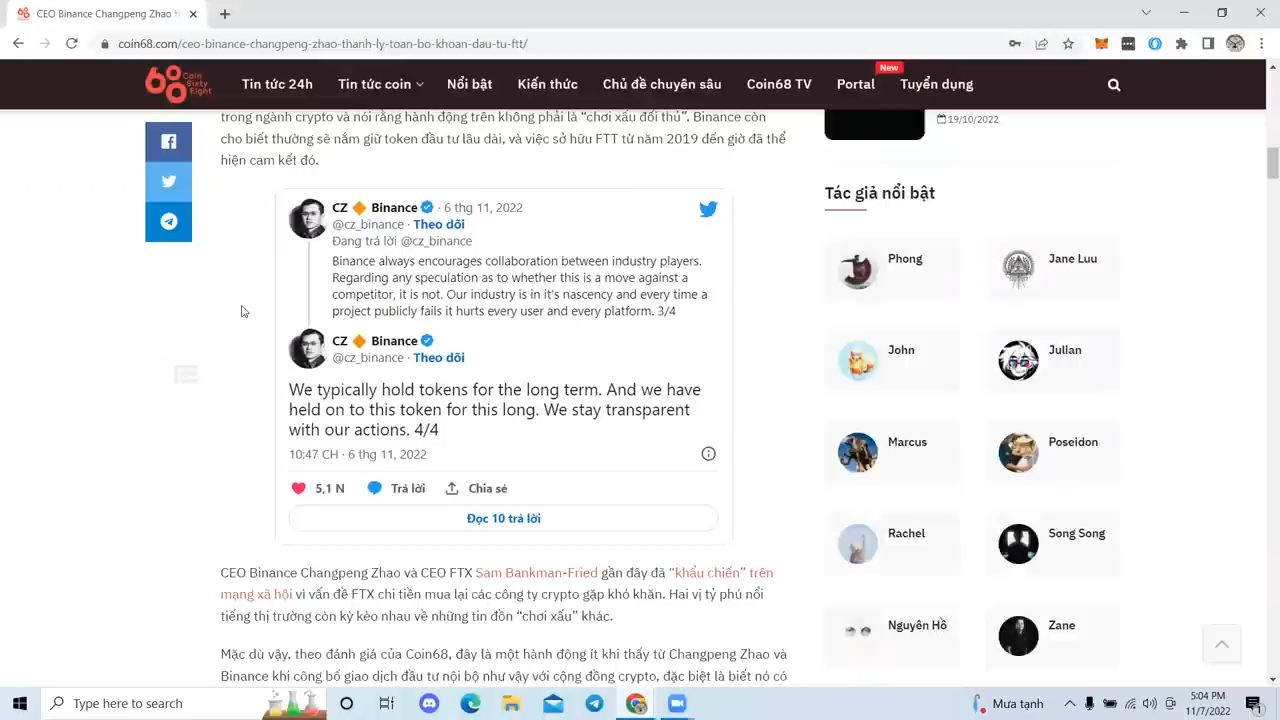 CEO Binance Changpeng Zhao
coin68.com/ceo-binance-changpeng-zhao-thanh-ly-toan-bo-khoan-dau-tu-ftt/
Coin
Sixty
Eight
Tin tức 24h
Tin tức coin
Nổi bật
Kiến thức
Chủ đề chuyên sâu
Coin68 TV
Portal
New
Tuyển dụng
trong ngành crypto và nói rằng hành động trên không phải là “chơi xấu đối thủ”. Binance còn
cho biết thường sẽ nắm giữ token đầu tư lâu dài, và việc sở hữu FTT từ năm 2019 đến giờ đã thể
hiện cam kết đó.
CZ 🔶 Binance · 6 thg 11, 2022
@cz_binance · Theo dõi
Đang trả lời @cz_binance
Binance always encourages collaboration between industry players.
Regarding any speculation as to whether this is a move against a
competitor, it is not. Our industry is in it's nascency and every time a
project publicly fails it hurts every user and every platform. 3/4
CZ 🔶 Binance
@cz_binance · Theo dõi
We typically hold tokens for the long term. And we have
held on to this token for this long. We stay transparent
with our actions. 4/4
10:47 CH · 6 thg 11, 2022
5,1 N
Trả lời
Chia sẻ
Đọc 10 trả lời
CEO Binance Changpeng Zhao và CEO FTX Sam Bankman-Fried gần đây đã “khẩu chiến” trên
mạng xã hội vì vấn đề FTX chi tiền mua lại các công ty crypto gặp khó khăn. Hai vị tỷ phú nổi
tiếng thị trường còn kỳ kèo nhau về những tin đồn “chơi xấu” khác.
Mặc dù vậy, theo đánh giá của Coin68, đây là một hành động ít khi thấy từ Changpeng Zhao và
Binance khi công bố giao dịch đầu tư nội bộ như vậy với cộng đồng crypto, đặc biệt là biết nó có
19/10/2022
Tác giả nổi bật
Phong
Jane Luu
John
Julian
Marcus
Poseidon
Rachel
Song Song
Nguyên Hồ
Zane
Type here to search
Mưa tạnh
5:04 PM
11/7/2022
1